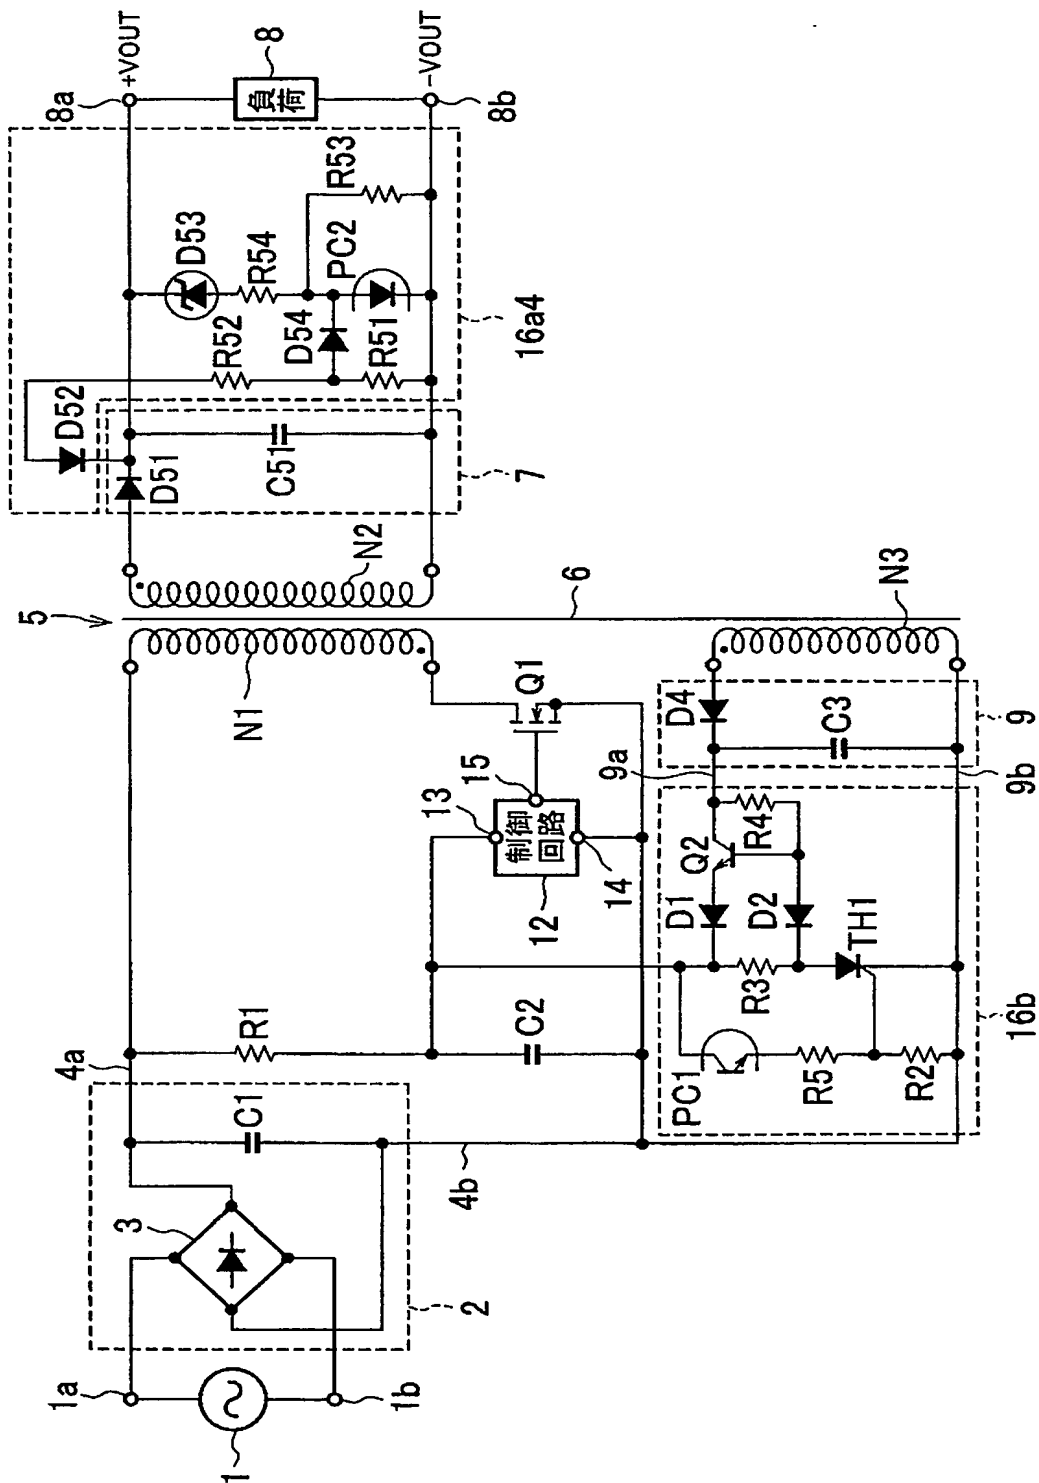 1
1a
1b
2
3
4a
4b
C1
R1
C2
5
N1
N2
6
N3
Q1
13
15
制御
回路
12
14
D51
C51
7
D52
R52
D54
R51
D53
R54
PC2
R53
16a4
8a
+VOUT
負荷
8
-VOUT
8b
D4
C3
9
9a
9b
Q2
R4
D1
D2
R3
TH1
PC1
R5
R2
16b